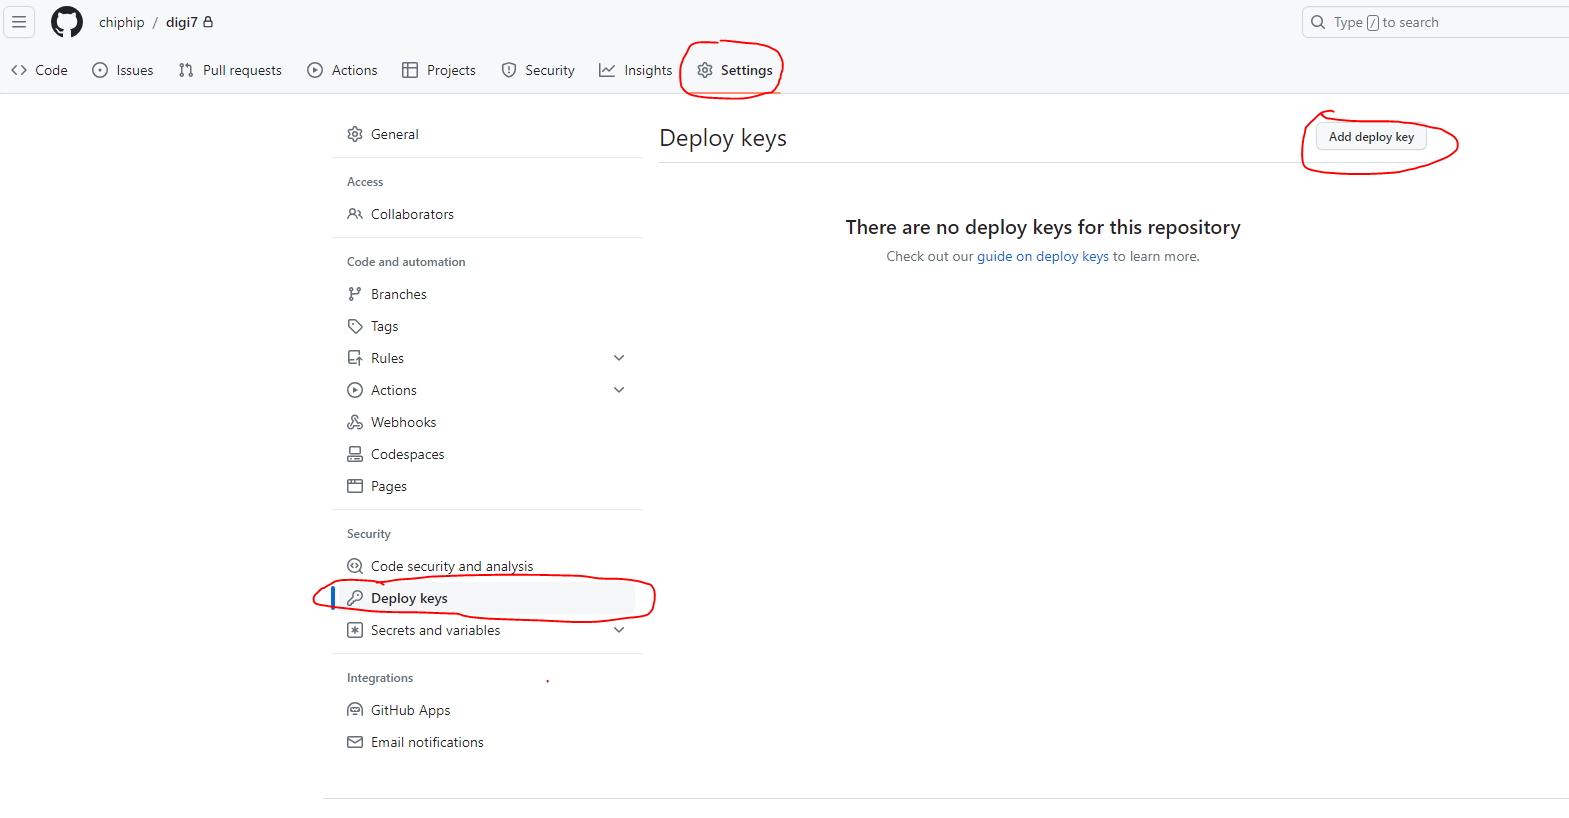 chiphip / digi7
Type / to search
Code Issues Pull requests Actions Projects Security Insights Settings
General
Access
Collaborators
Code and automation
Branches
Tags
Rules
Actions
Webhooks
Codespaces
Pages
Security
Code security and analysis
Deploy keys
Secrets and variables
Integrations
GitHub Apps
Email notifications
Deploy keys
Add deploy key
There are no deploy keys for this repository
Check out our guide on deploy keys to learn more.